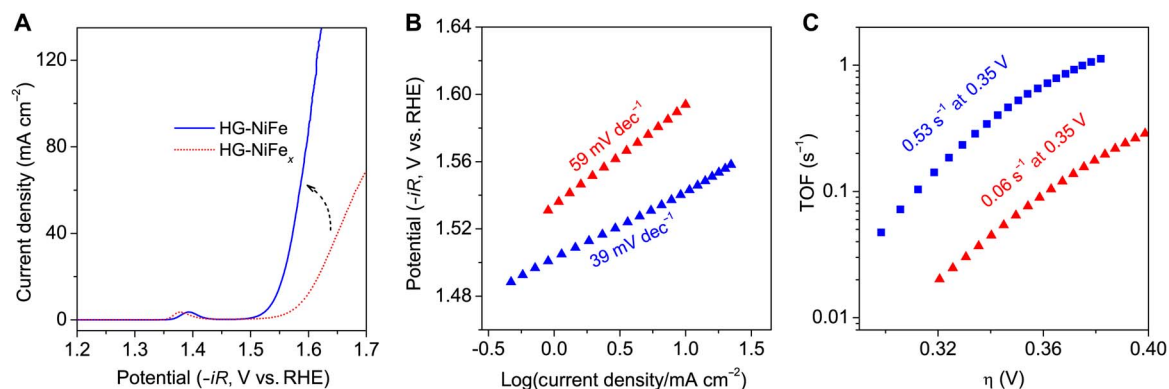 A
120
80
40
0
Current density (mA cm⁻²)
HG-NiFe
HG-NiFeₓ
1.2 1.3 1.4 1.5 1.6 1.7
Potential (-iR, V vs. RHE)
B
1.64
1.60
1.56
1.52
1.48
Potential (-iR, V vs. RHE)
59 mV dec⁻¹
39 mV dec⁻¹
-0.5 0.0 0.5 1.0 1.5
Log(current density/mA cm⁻²)
C
1
0.1
0.01
TOF (s⁻¹)
0.53 s⁻¹ at 0.35 V
0.06 s⁻¹ at 0.35 V
0.32 0.36 0.40
η (V)